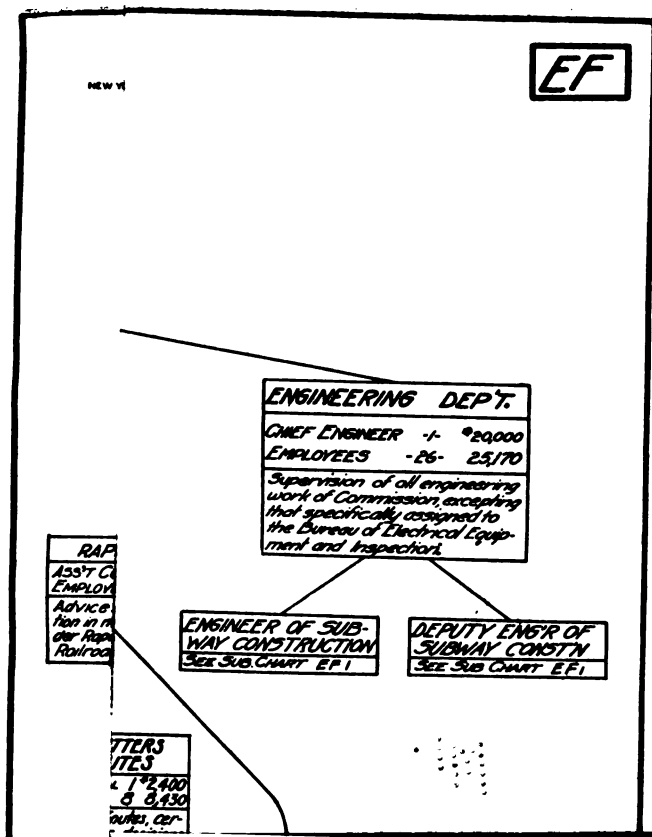 EF
NEW Y
ENGINEERING DEP'T.
CHIEF ENGINEER -1- $20,000
EMPLOYEES -26- 25,170
Supervision of all engineering
work of Commission, excepting
that specifically assigned to
the Bureau of Electrical Equip-
ment and Inspection.
RAP
ASS'T C
EMPLOY
Advice
tion in
der Rap
Railroa
ENGINEER OF SUB-
WAY CONSTRUCTION
SEE SUB. CHART EF1
DEPUTY ENG'R OF
SUBWAY CONST'N
SEE SUB CHART EF1
TTERS
ITES
1 $2,400
8 8,430
outes, cer-